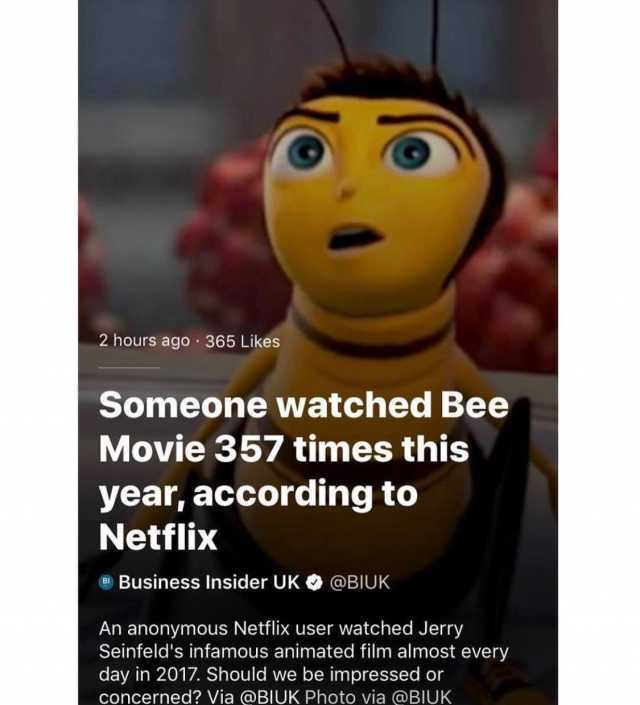 2 hours ago · 365 Likes
Someone watched Bee
Movie 357 times this
year, according to
Netflix
BI Business Insider UK @BIUK
An anonymous Netflix user watched Jerry
Seinfeld's infamous animated film almost every
day in 2017. Should we be impressed or
concerned? Via @BIUK Photo via @BIUK